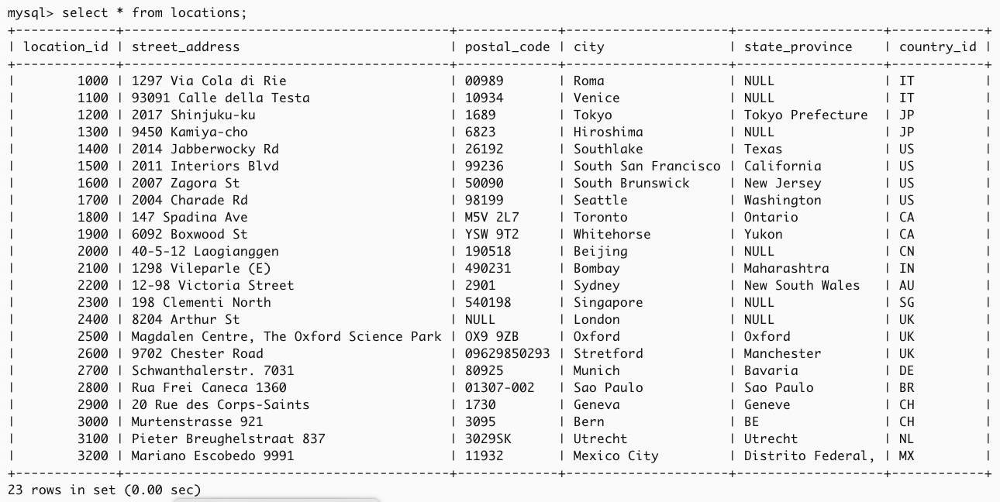 mysql> select * from locations;
+-------------+------------------------------------------+-------------+---------------------+-------------------+------------+
| location_id | street_address                           | postal_code | city                | state_province    | country_id |
+-------------+------------------------------------------+-------------+---------------------+-------------------+------------+
|        1000 | 1297 Via Cola di Rie                     | 00989       | Roma                | NULL              | IT         |
|        1100 | 93091 Calle della Testa                  | 10934       | Venice              | NULL              | IT         |
|        1200 | 2017 Shinjuku-ku                         | 1689        | Tokyo               | Tokyo Prefecture  | JP         |
|        1300 | 9450 Kamiya-cho                          | 6823        | Hiroshima           | NULL              | JP         |
|        1400 | 2014 Jabberwocky Rd                      | 26192       | Southlake           | Texas             | US         |
|        1500 | 2011 Interiors Blvd                      | 99236       | South San Francisco | California        | US         |
|        1600 | 2007 Zagora St                           | 50090       | South Brunswick     | New Jersey        | US         |
|        1700 | 2004 Charade Rd                          | 98199       | Seattle             | Washington        | US         |
|        1800 | 147 Spadina Ave                          | M5V 2L7     | Toronto             | Ontario           | CA         |
|        1900 | 6092 Boxwood St                          | YSW 9T2     | Whitehorse          | Yukon             | CA         |
|        2000 | 40-5-12 Laogianggen                      | 190518      | Beijing             | NULL              | CN         |
|        2100 | 1298 Vileparle (E)                       | 490231      | Bombay              | Maharashtra       | IN         |
|        2200 | 12-98 Victoria Street                    | 2901        | Sydney              | New South Wales   | AU         |
|        2300 | 198 Clementi North                       | 540198      | Singapore           | NULL              | SG         |
|        2400 | 8204 Arthur St                           | NULL        | London              | NULL              | UK         |
|        2500 | Magdalen Centre, The Oxford Science Park | OX9 9ZB     | Oxford              | Oxford            | UK         |
|        2600 | 9702 Chester Road                        | 09629850293 | Stretford           | Manchester        | UK         |
|        2700 | Schwanthalerstr. 7031                    | 80925       | Munich              | Bavaria           | DE         |
|        2800 | Rua Frei Caneca 1360                     | 01307-002   | Sao Paulo           | Sao Paulo         | BR         |
|        2900 | 20 Rue des Corps-Saints                  | 1730        | Geneva              | Geneve            | CH         |
|        3000 | Murtenstrasse 921                        | 3095        | Bern                | BE                | CH         |
|        3100 | Pieter Breughelstraat 837                | 3029SK      | Utrecht             | Utrecht           | NL         |
|        3200 | Mariano Escobedo 9991                    | 11932       | Mexico City         | Distrito Federal, | MX         |
+-------------+------------------------------------------+-------------+---------------------+-------------------+------------+
23 rows in set (0.00 sec)